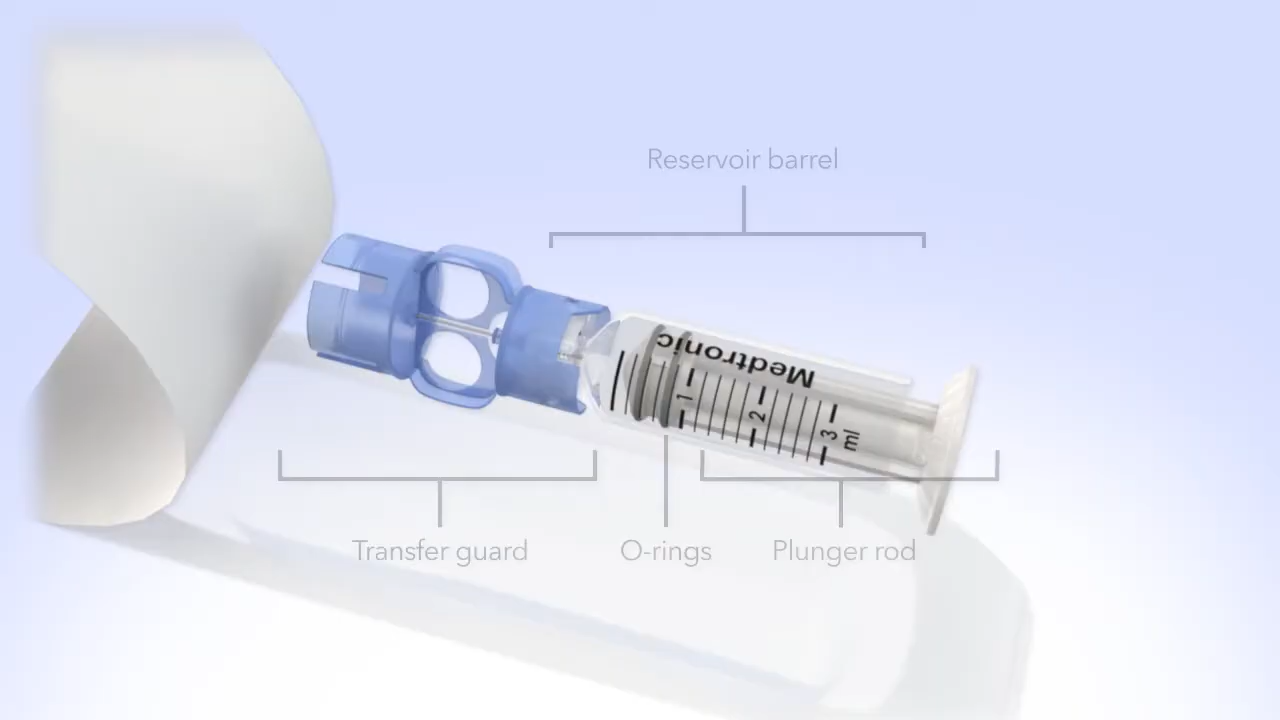 Reservoir barrel
Medtronic
1
2
3
ml
Transfer guard
O-rings
Plunger rod